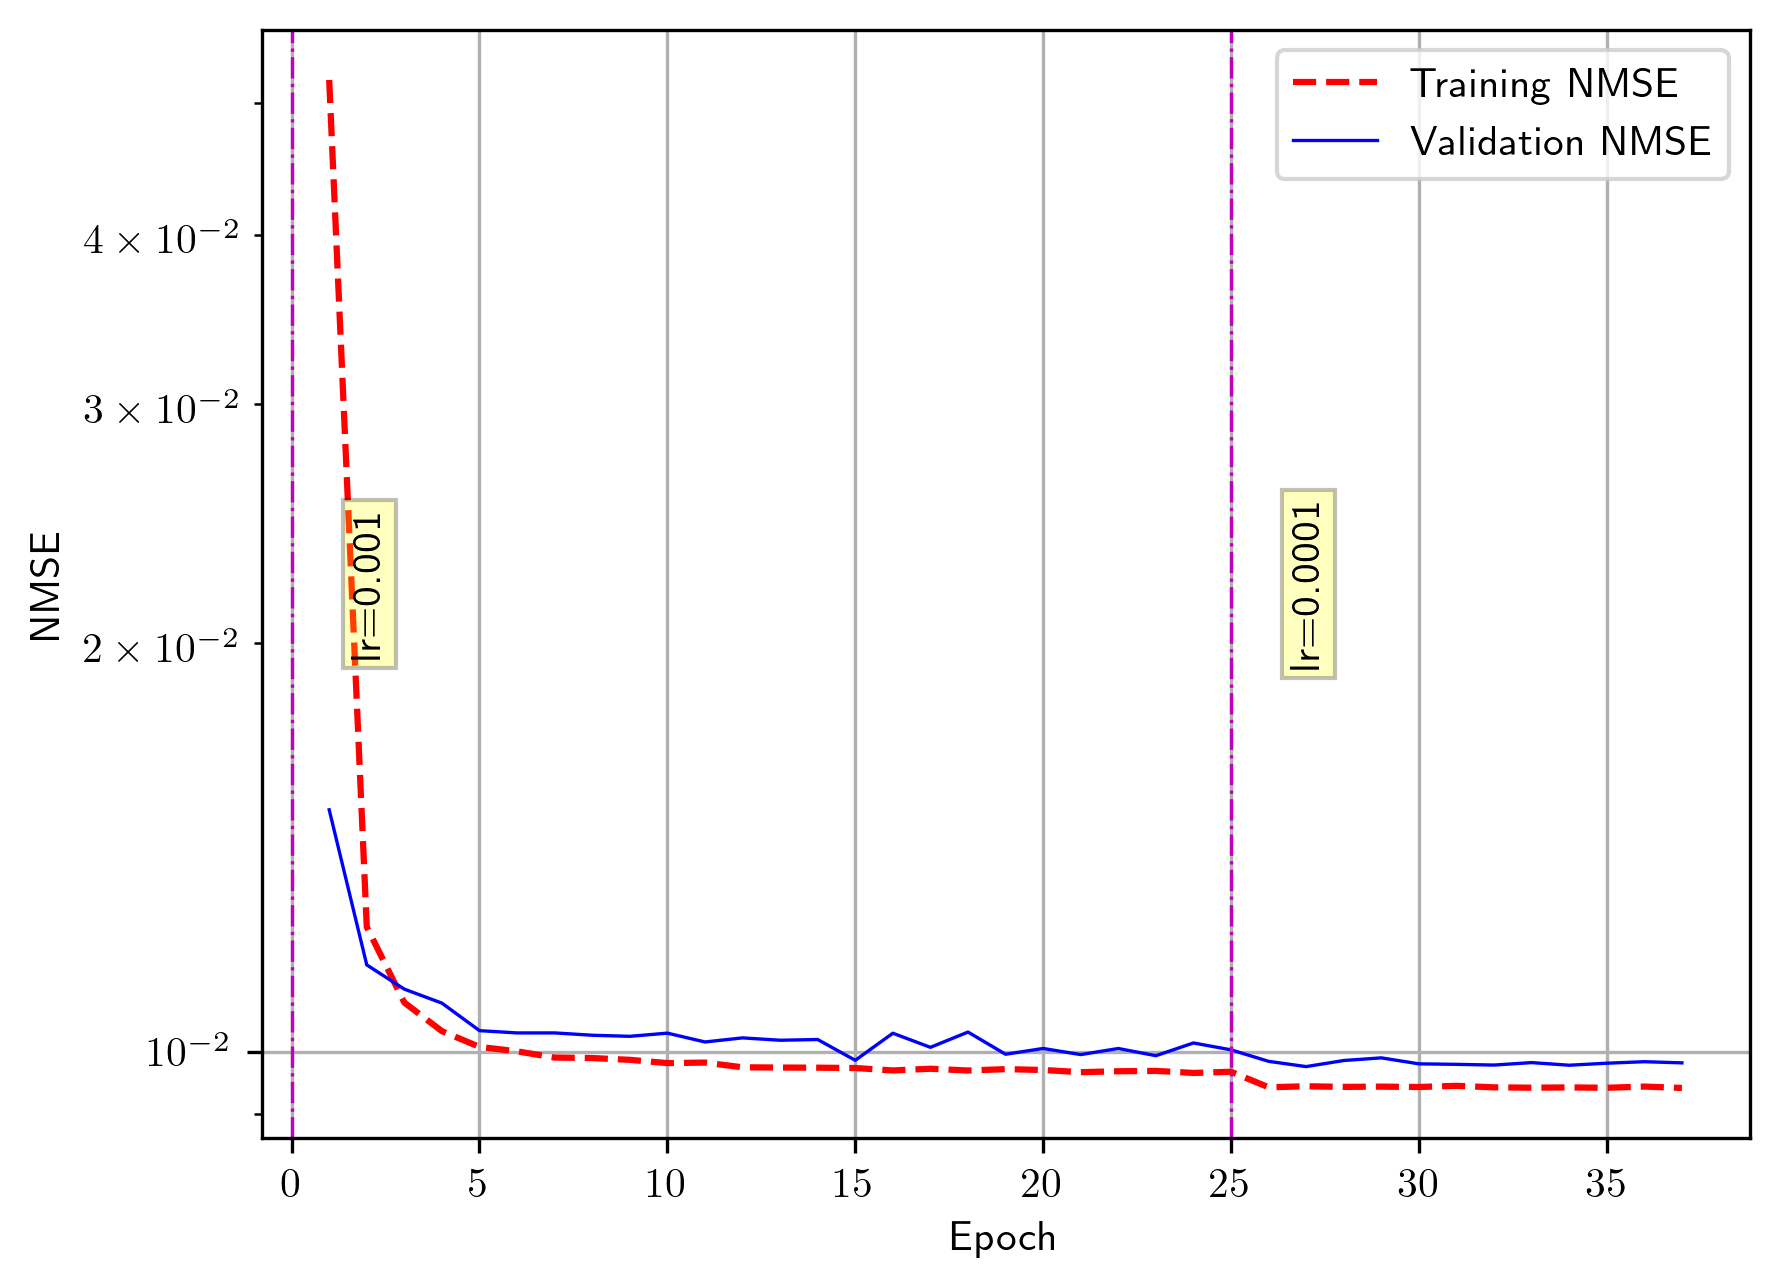 Training NMSE
Validation NMSE
4 × 10⁻²
3 × 10⁻²
2 × 10⁻²
10⁻²
NMSE
lr=0.001
lr=0.0001
0 5 10 15 20 25 30 35
Epoch